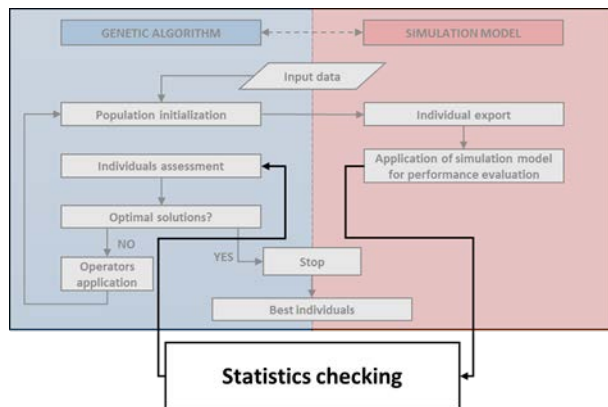 GENETIC ALGORITHM
SIMULATION MODEL
Input data
Population initialization
Individual export
Individuals assessment
Application of simulation model
for performance evaluation
Optimal solutions?
NO
YES
Operators
application
Stop
Best individuals
Statistics checking